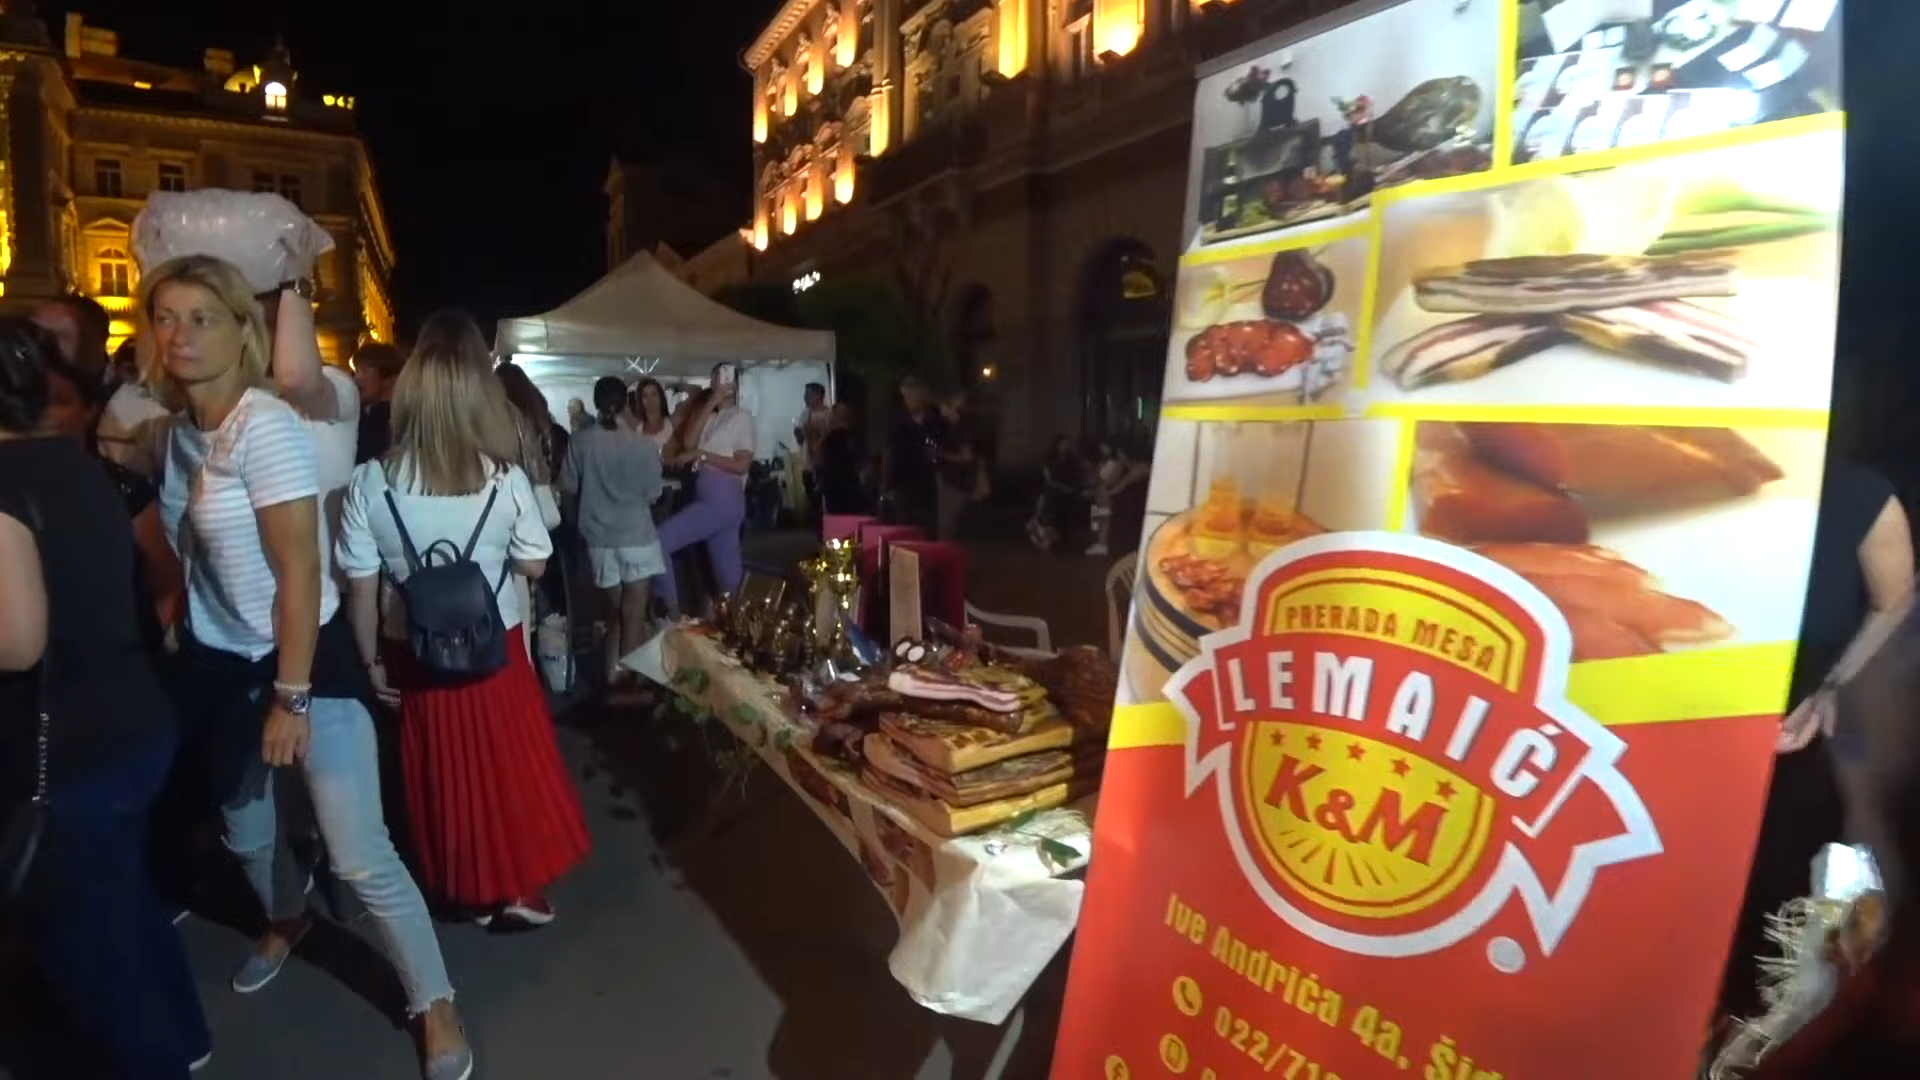 PRERADA MESA
LEMAIĆ
K&M
Ive Andrića 4a, Šid
022/71